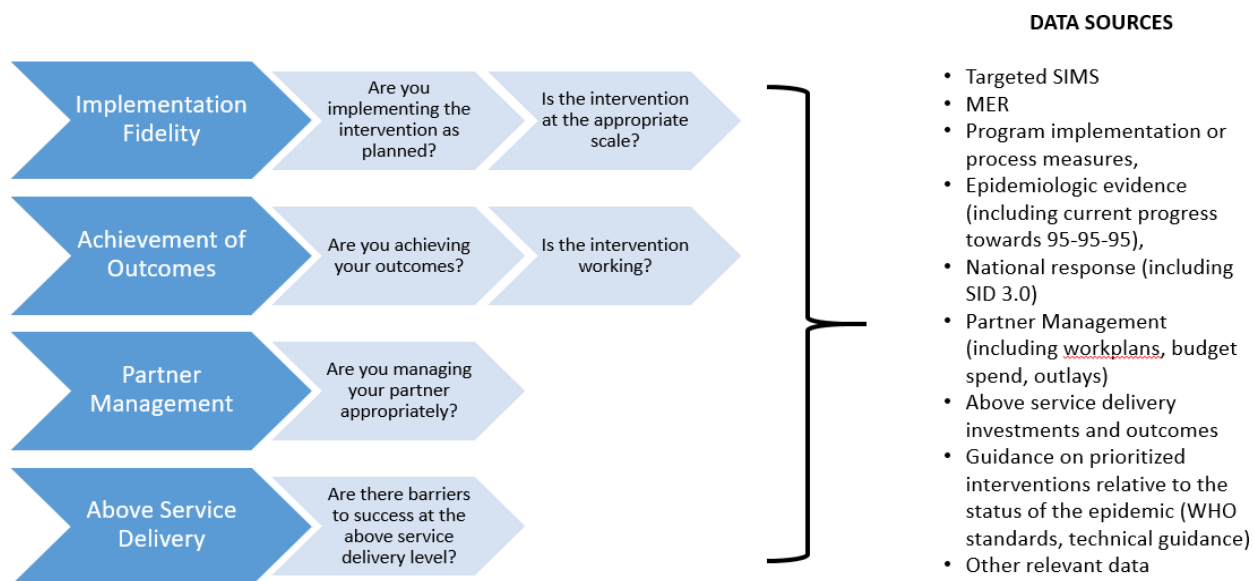 DATA SOURCES
Implementation
Fidelity
Are you
implementing the
intervention as
planned?
Is the intervention
at the appropriate
scale?
Achievement of
Outcomes
Are you achieving
your outcomes?
Is the intervention
working?
Partner
Management
Are you managing
your partner
appropriately?
Above Service
Delivery
Are there barriers
to success at the
above service
delivery level?
• Targeted SIMS
• MER
• Program implementation or
process measures,
• Epidemiologic evidence
(including current progress
towards 95-95-95),
• National response (including
SID 3.0)
• Partner Management
(including workplans, budget
spend, outlays)
• Above service delivery
investments and outcomes
• Guidance on prioritized
interventions relative to the
status of the epidemic (WHO
standards, technical guidance)
• Other relevant data